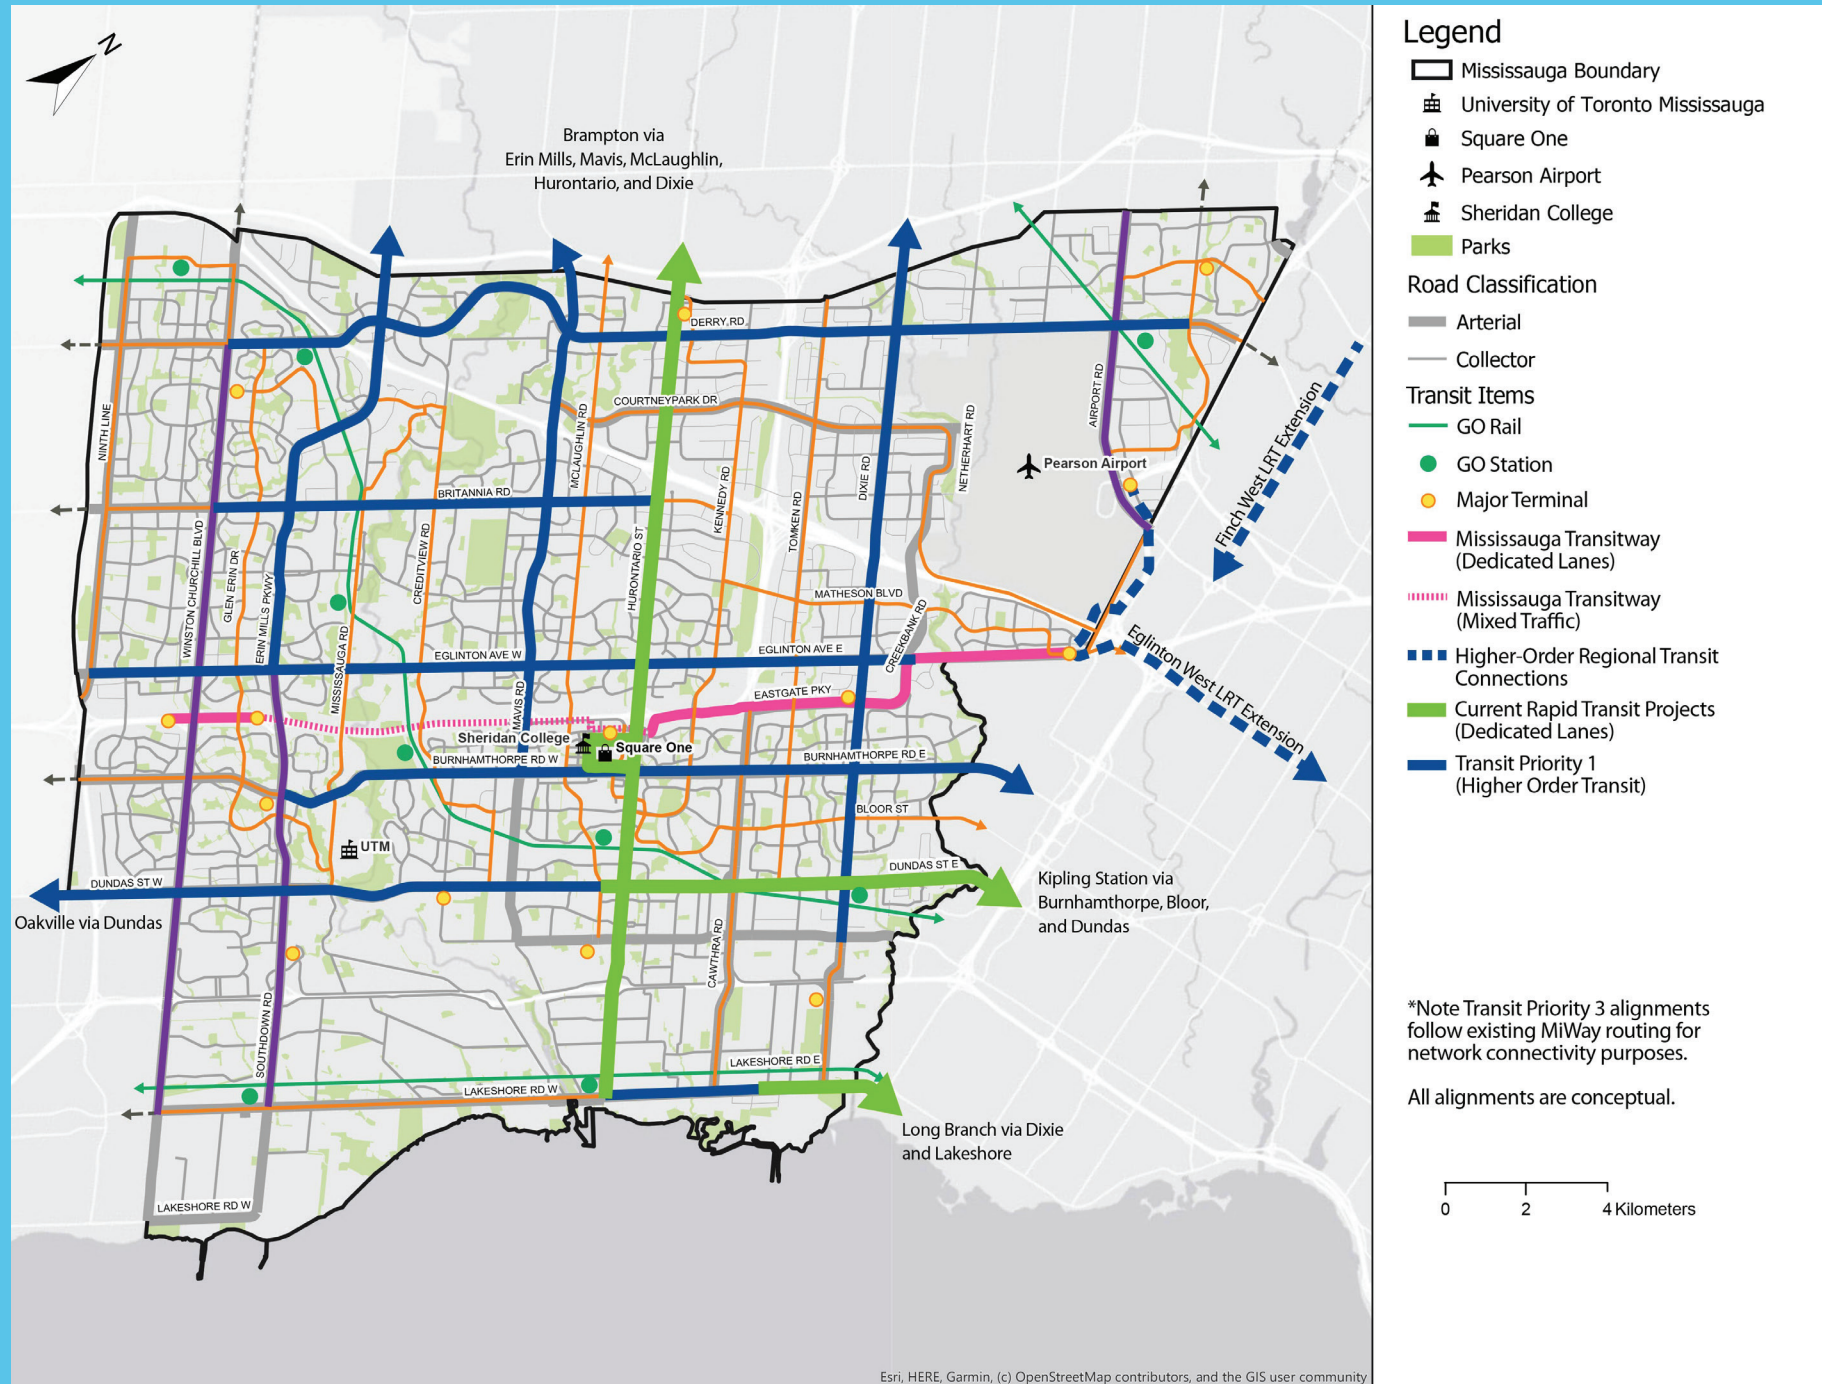 N
Brampton via
Erin Mills, Mavis, McLaughlin,
Hurontario, and Dixie
DERRY RD
COURTNEYPARK DR
NINTH LINE
MCLAUGHLIN RD
NETHERHART RD
AIRPORT RD
Pearson Airport
BRITANNIA RD
KENNEDY RD
DIXIE RD
TOMKEN RD
WINSTON CHURCHILL BLVD
GLEN ERIN DR
ERIN MILLS PKWY
CREDITVIEW RD
HURONTARIO ST
MATHESON BLVD
MISSISSAUGA RD
EGLINTON AVE W
EGLINTON AVE E
CREEKBANK RD
Finch West LRT Extension
Eglinton West LRT Extension
EASTGATE PKY
MAVIS RD
Sheridan College
Square One
BURNHAMTHORPE RD W
BURNHAMTHORPE RD E
BLOOR ST
UTM
DUNDAS ST W
DUNDAS ST E
Oakville via Dundas
Kipling Station via
Burnhamthorpe, Bloor,
and Dundas
CAWTHRA RD
SOUTHDOWN RD
LAKESHORE RD E
LAKESHORE RD W
Long Branch via Dixie
and Lakeshore
LAKESHORE RD W
Esri, HERE, Garmin, (c) OpenStreetMap contributors, and the GIS user community
Legend
Mississauga Boundary
University of Toronto Mississauga
Square One
Pearson Airport
Sheridan College
Parks
Road Classification
Arterial
Collector
Transit Items
GO Rail
GO Station
Major Terminal
Mississauga Transitway
(Dedicated Lanes)
Mississauga Transitway
(Mixed Traffic)
Higher-Order Regional Transit
Connections
Current Rapid Transit Projects
(Dedicated Lanes)
Transit Priority 1
(Higher Order Transit)
*Note Transit Priority 3 alignments
follow existing MiWay routing for
network connectivity purposes.
All alignments are conceptual.
0 2 4 Kilometers